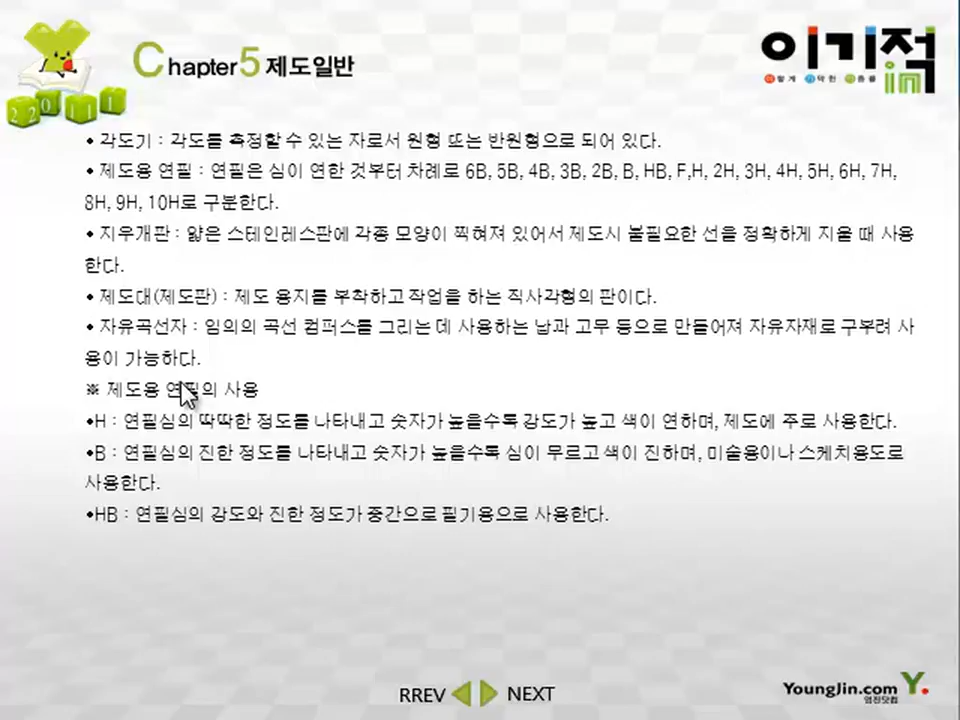 Chapter5 제도일반
이기적in
이렇게 기막힌 적중률
22011
◆ 각도기 : 각도를 측정할 수 있는 자로서 원형 또는 반원형으로 되어 있다.
◆ 제도용 연필 : 연필은 심이 연한 것부터 차례로 6B, 5B, 4B, 3B, 2B, B, HB, F,H, 2H, 3H, 4H, 5H, 6H, 7H,
8H, 9H, 10H로 구분한다.
◆ 지우개판 : 얇은 스테인레스판에 각종 모양이 찍혀져 있어서 제도시 불필요한 선을 정확하게 지울 때 사용
한다.
◆ 제도대(제도판) : 제도 용지를 부착하고 작업을 하는 직사각형의 판이다.
◆ 자유곡선자 : 임의의 곡선 컴퍼스를 그리는 데 사용하는 납과 고무 등으로 만들어져 자유자재로 구부려 사
용이 가능하다.
※ 제도용 연필의 사용
◆H : 연필심의 딱딱한 정도를 나타내고 숫자가 높을수록 강도가 높고 색이 연하며, 제도에 주로 사용한다.
◆B : 연필심의 진한 정도를 나타내고 숫자가 높을수록 심이 무르고 색이 진하며, 미술용이나 스케치용도로
사용한다.
◆HB : 연필심의 강도와 진한 정도가 중간으로 필기용으로 사용한다.
RREV NEXT
YoungJin.com Y.
영진닷컴